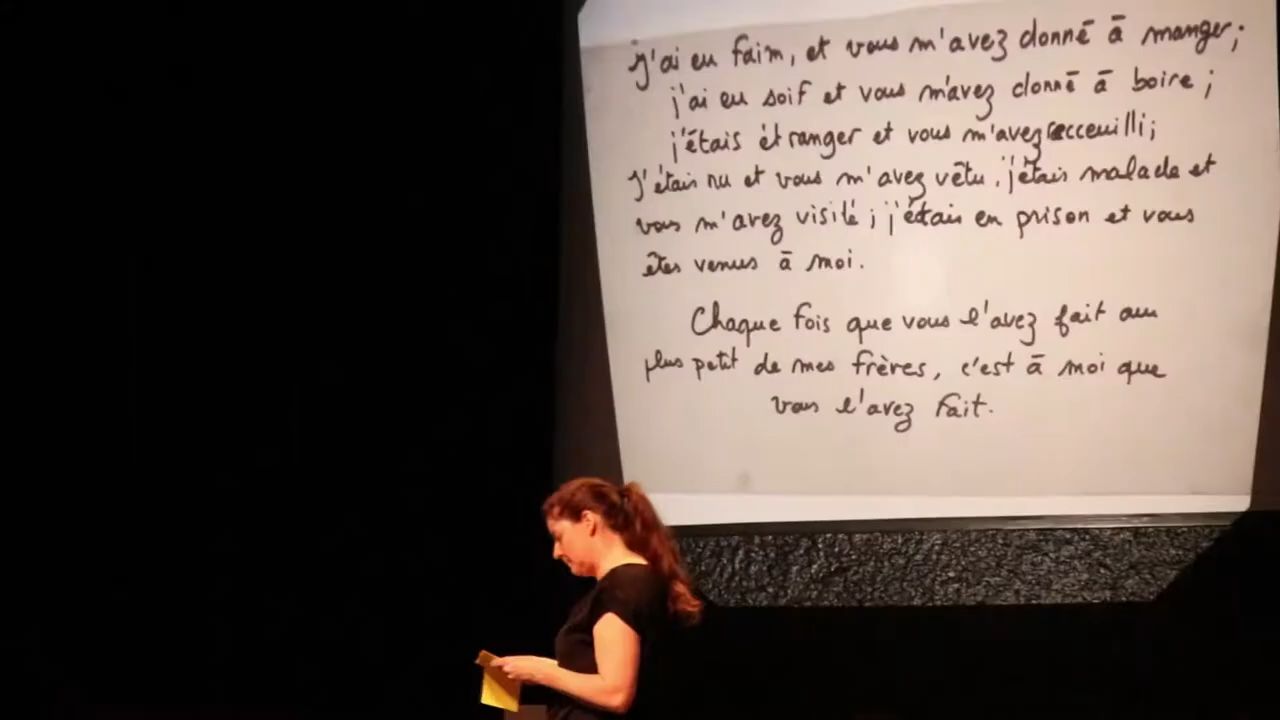 J'ai eu faim, et vous m'avez donné à manger;
j'ai eu soif et vous m'avez donné à boire;
j'étais étranger et vous m'avez recceuilli;
J'étais nu et vous m'avez vêtu. j'étais malade et
vous m'avez visité; j'étais en prison et vous
êtes venus à moi.
Chaque fois que vous l'avez fait au
plus petit de mes frères, c'est à moi que
vous l'avez fait.